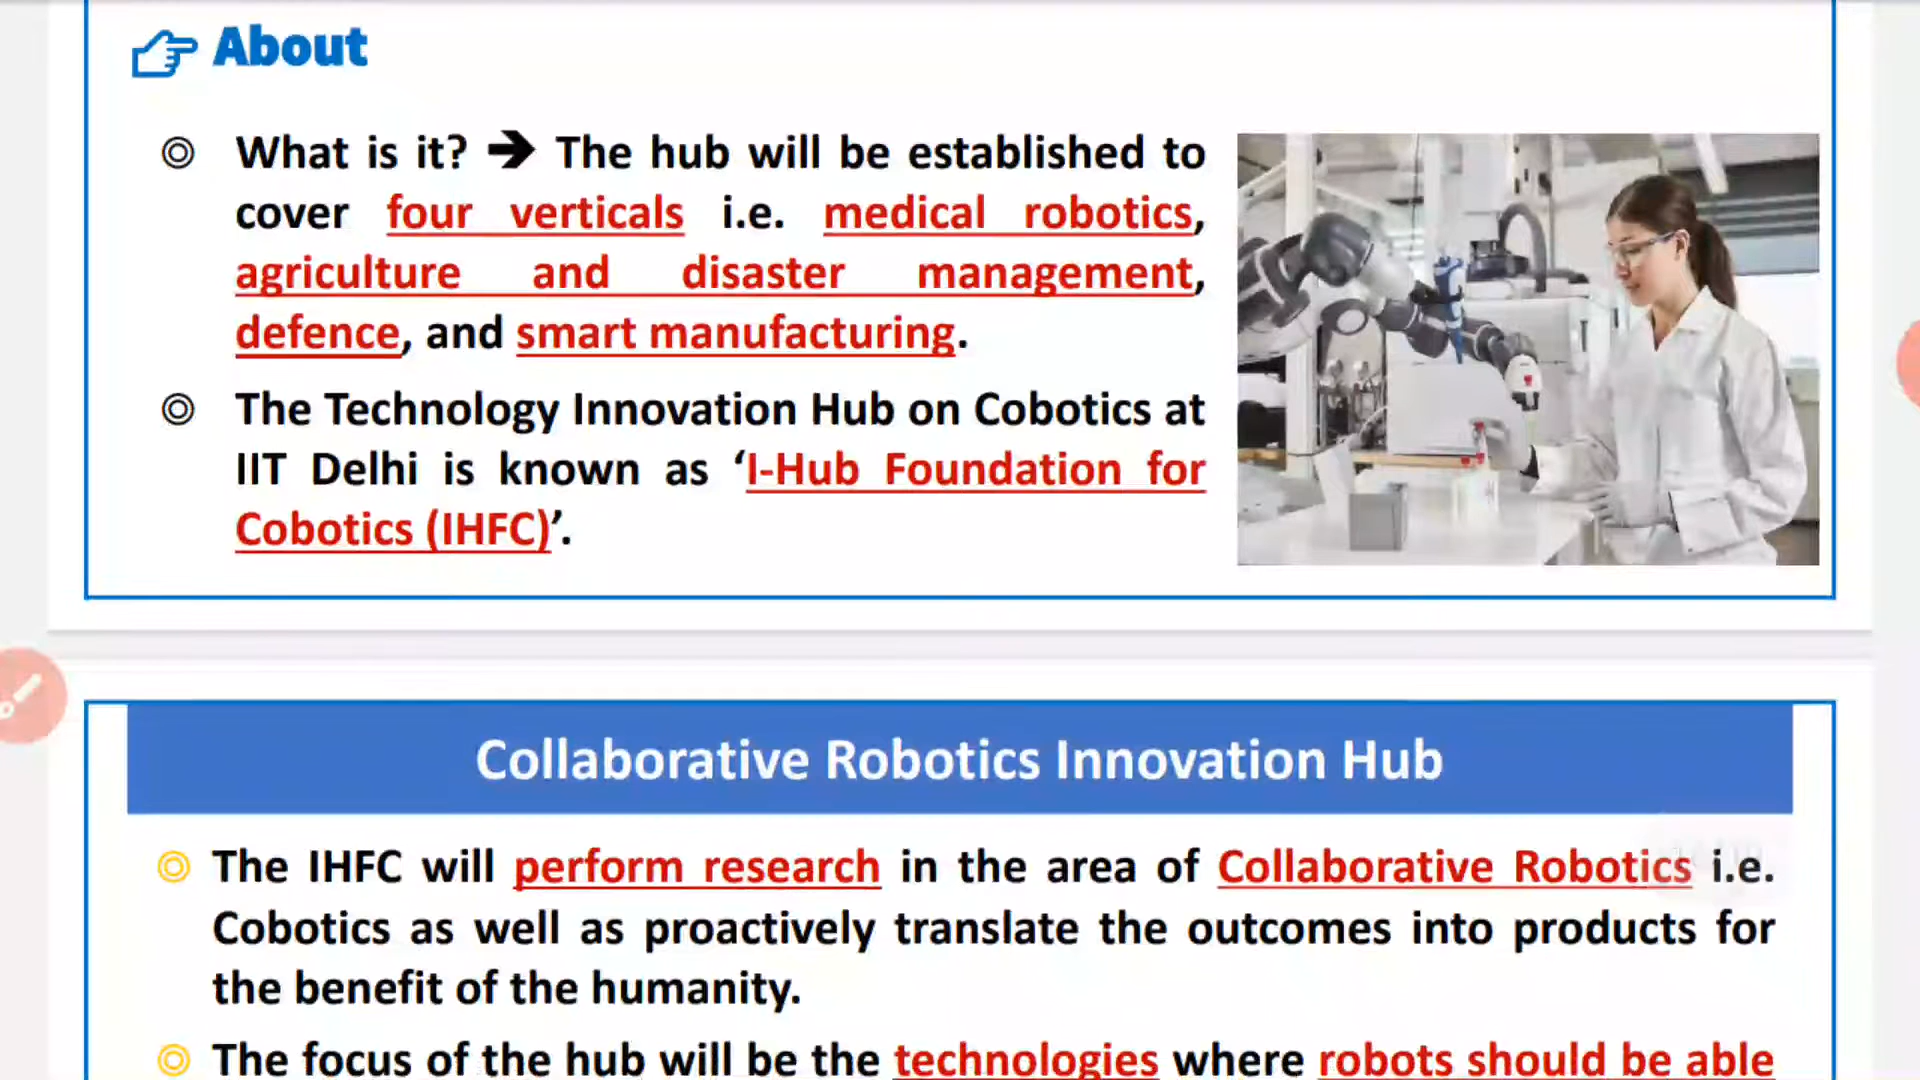 About
What is it? ➔ The hub will be established to
cover four verticals i.e. medical robotics,
agriculture and disaster management,
defence, and smart manufacturing.
The Technology Innovation Hub on Cobotics at
IIT Delhi is known as ‘I-Hub Foundation for
Cobotics (IHFC)’.
Collaborative Robotics Innovation Hub
The IHFC will perform research in the area of Collaborative Robotics i.e.
Cobotics as well as proactively translate the outcomes into products for
the benefit of the humanity.
The focus of the hub will be the technologies where robots should be able